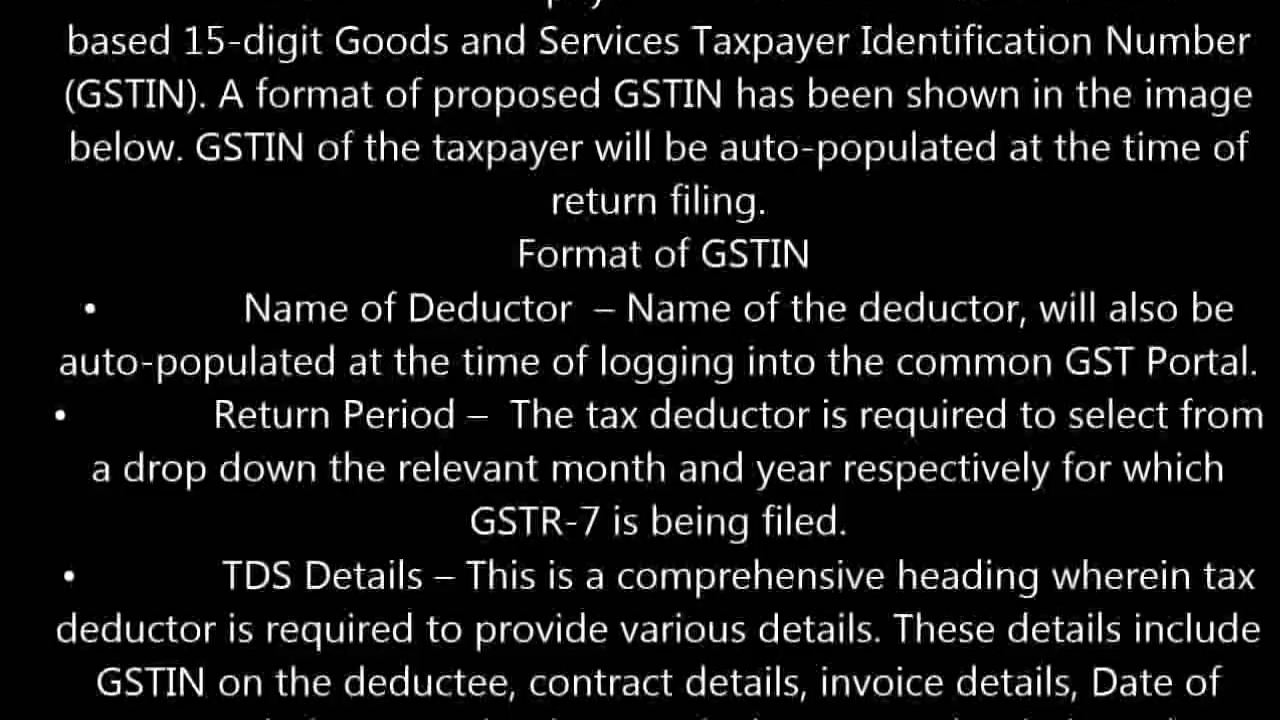 based 15-digit Goods and Services Taxpayer Identification Number
(GSTIN). A format of proposed GSTIN has been shown in the image
below. GSTIN of the taxpayer will be auto-populated at the time of
return filing.
Format of GSTIN
• Name of Deductor – Name of the deductor, will also be
auto-populated at the time of logging into the common GST Portal.
• Return Period – The tax deductor is required to select from
a drop down the relevant month and year respectively for which
GSTR-7 is being filed.
• TDS Details – This is a comprehensive heading wherein tax
deductor is required to provide various details. These details include
GSTIN on the deductee, contract details, invoice details, Date of